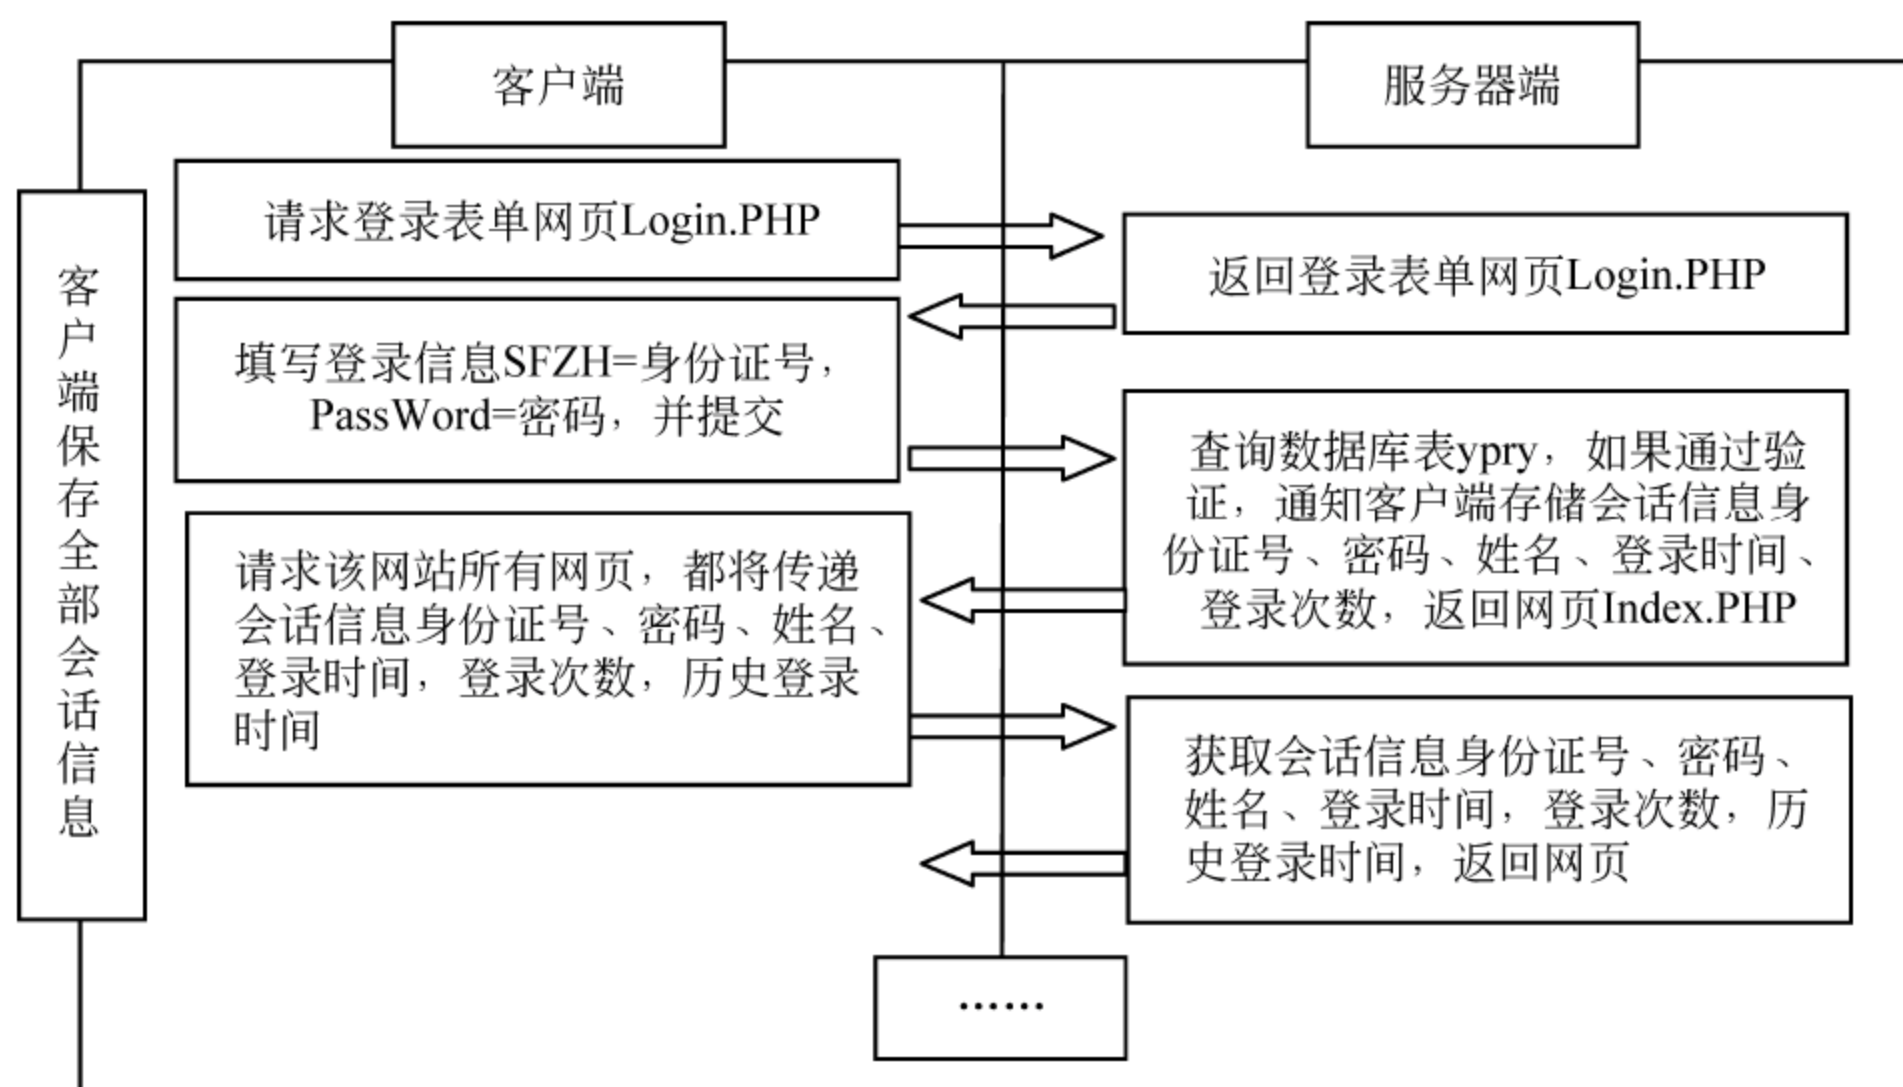 客户端
服务器端
客户端保存全部会话信息
请求登录表单网页Login.PHP
返回登录表单网页Login.PHP
填写登录信息SFZH=身份证号，
PassWord=密码，并提交
查询数据库表ypry，如果通过验
证，通知客户端存储会话信息身
份证号、密码、姓名、登录时间、
登录次数，返回网页Index.PHP
请求该网站所有网页，都将传递
会话信息身份证号、密码、姓名、
登录时间，登录次数，历史登录
时间
获取会话信息身份证号、密码、
姓名、登录时间，登录次数，历
史登录时间，返回网页
……